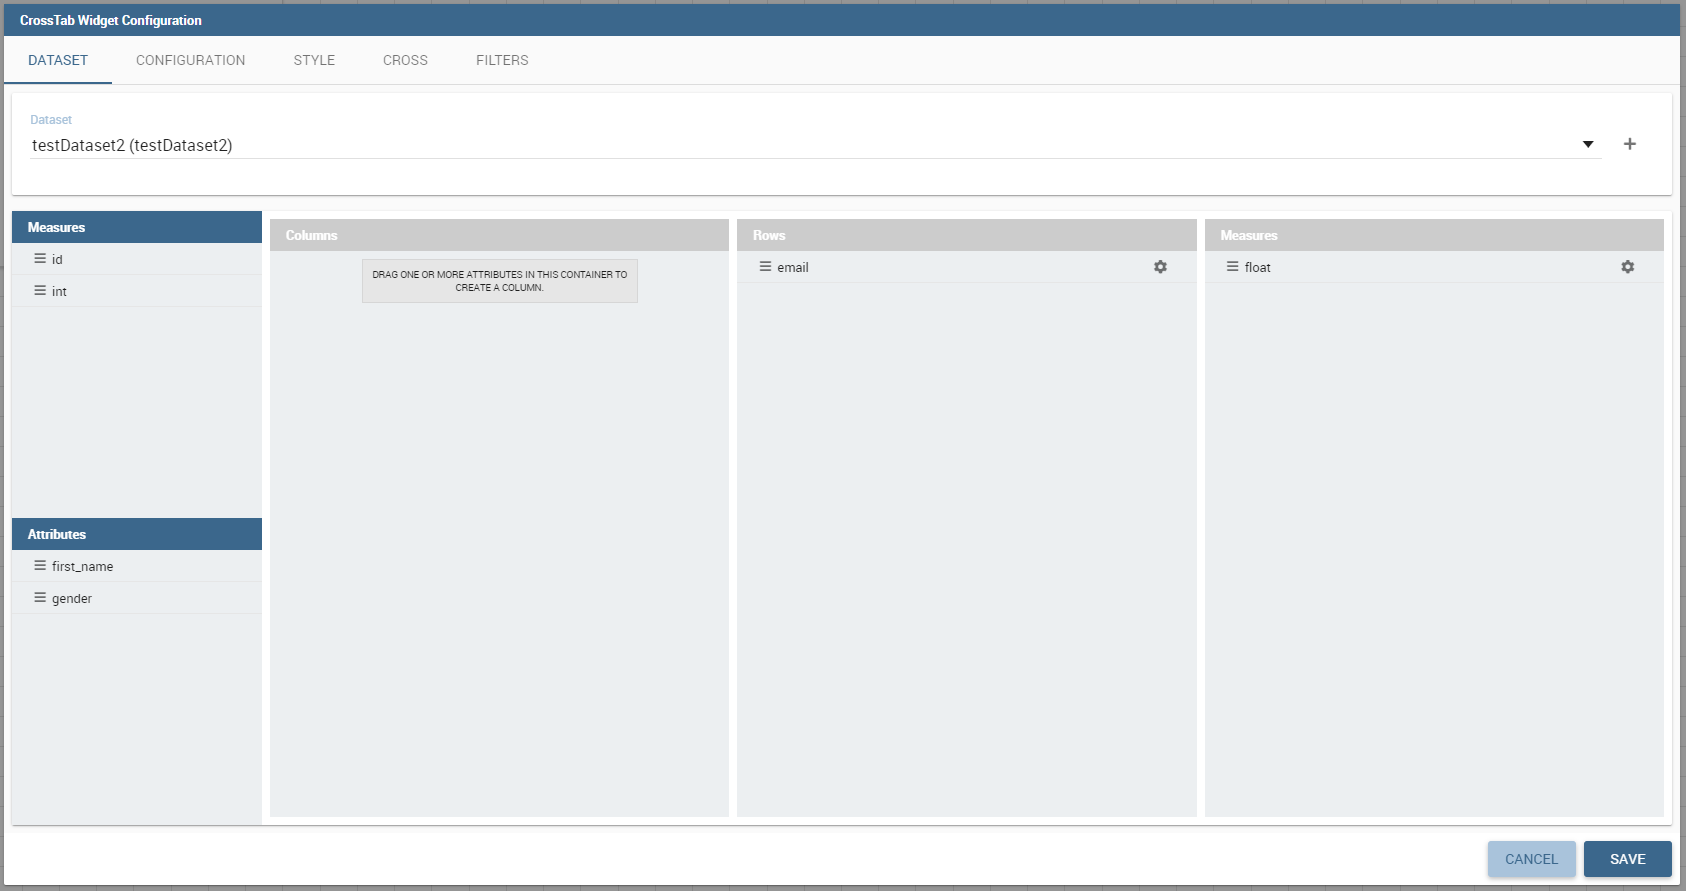 CrossTab Widget Configuration
DATASET CONFIGURATION STYLE CROSS FILTERS
Dataset
testDataset2 (testDataset2)
Measures
id
int
Attributes
first_name
gender
Columns
DRAG ONE OR MORE ATTRIBUTES IN THIS CONTAINER TO
CREATE A COLUMN.
Rows
email
Measures
float
CANCEL SAVE